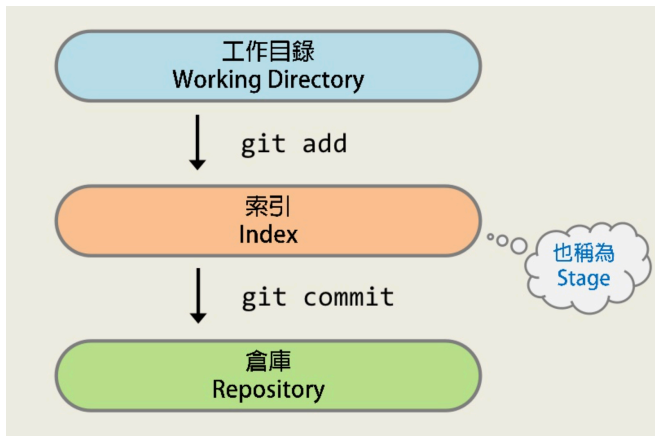 工作目錄
Working Directory
git add
索引
Index
也稱為
Stage
git commit
倉庫
Repository